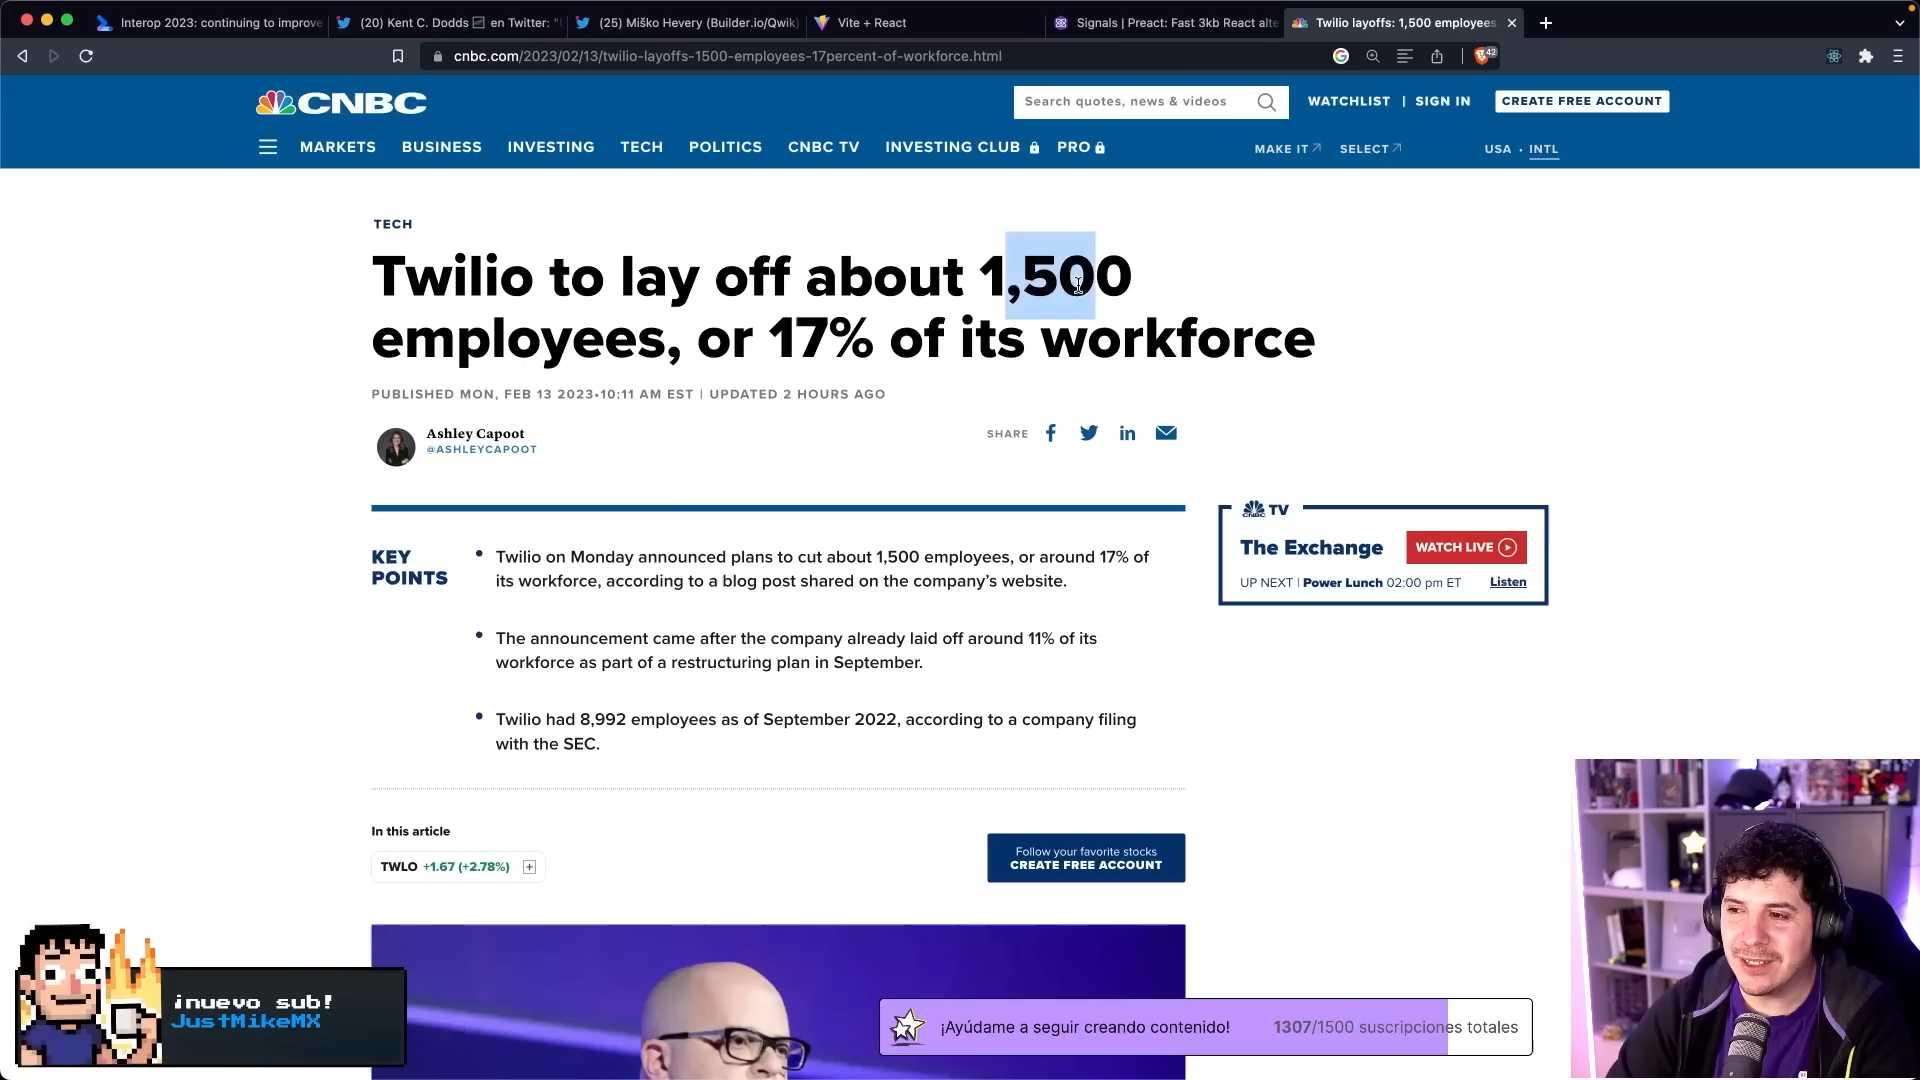 Interop 2023: continuing to improve
(20) Kent C. Dodds en Twitter: "
(25) Miško Hevery (Builder.io/Qwik)
Vite + React
Signals | Preact: Fast 3kb React alte
Twilio layoffs: 1,500 employees
cnbc.com/2023/02/13/twilio-layoffs-1500-employees-17percent-of-workforce.html
42
CNBC
Search quotes, news & videos
WATCHLIST | SIGN IN
CREATE FREE ACCOUNT
MARKETS BUSINESS INVESTING TECH POLITICS CNBC TV INVESTING CLUB PRO
MAKE IT SELECT
USA • INTL
TECH
Twilio to lay off about 1,500
employees, or 17% of its workforce
PUBLISHED MON, FEB 13 2023•10:11 AM EST | UPDATED 2 HOURS AGO
Ashley Capoot
@ASHLEYCAPOOT
SHARE
KEY
POINTS
Twilio on Monday announced plans to cut about 1,500 employees, or around 17% of
its workforce, according to a blog post shared on the company’s website.
The announcement came after the company already laid off around 11% of its
workforce as part of a restructuring plan in September.
Twilio had 8,992 employees as of September 2022, according to a company filing
with the SEC.
CNBC TV
The Exchange
WATCH LIVE
UP NEXT | Power Lunch 02:00 pm ET
Listen
In this article
TWLO +1.67 (+2.78%)
Follow your favorite stocks
CREATE FREE ACCOUNT
¡nuevo sub!
JustMikeMX
¡Ayúdame a seguir creando contenido!
1307/1500 suscripciones totales